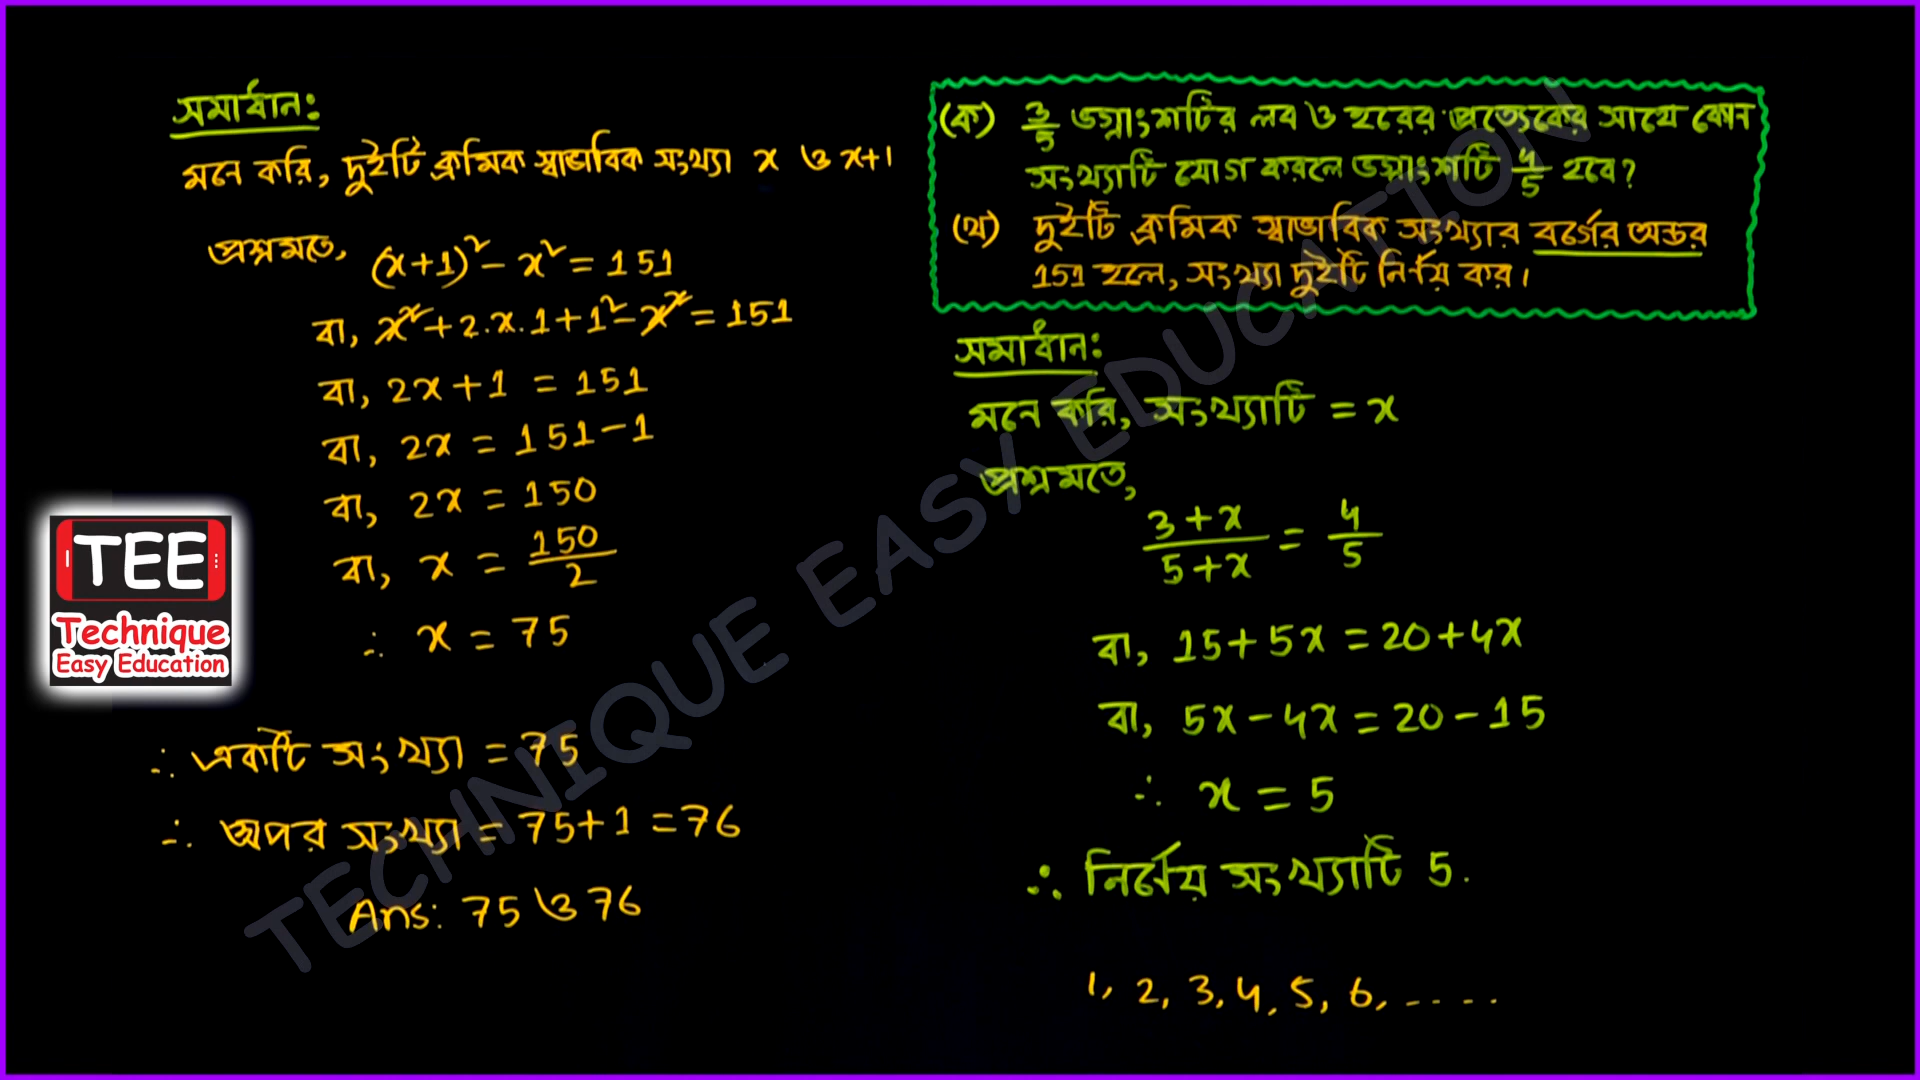 (ক) 3/5 ভগ্নাংশটির লব ও হরের প্রত্যেকের সাথে কোন
সংখ্যাটি যোগ করলে ভগ্নাংশটি 4/5 হবে?
(খ) দুইটি ক্রমিক স্বাভাবিক সংখ্যার বর্গের অন্তর
151 হলে, সংখ্যা দুইটি নির্ণয় কর।
সমাধান:
মনে করি, সংখ্যাটি = x
প্রশ্নমতে,
(3+x)/(5+x) = 4/5
বা, 15+5x = 20+4x
বা, 5x-4x = 20-15
∴ x = 5
∴ নির্ণেয় সংখ্যাটি 5.
1, 2, 3, 4, 5, 6, .....
সমাধান:
মনে করি, দুইটি ক্রমিক স্বাভাবিক সংখ্যা x ও x+1
প্রশ্নমতে, (x+1)² - x² = 151
বা, x² + 2.x.1 + 1² - x² = 151
বা, 2x+1 = 151
বা, 2x = 151-1
বা, 2x = 150
বা, x = 150/2
∴ x = 75
∴ একটি সংখ্যা = 75
∴ অপর সংখ্যা = 75+1 = 76
Ans: 75 ও 76
TEE
Technique
Easy Education
TECHNIQUE EASY EDUCATION